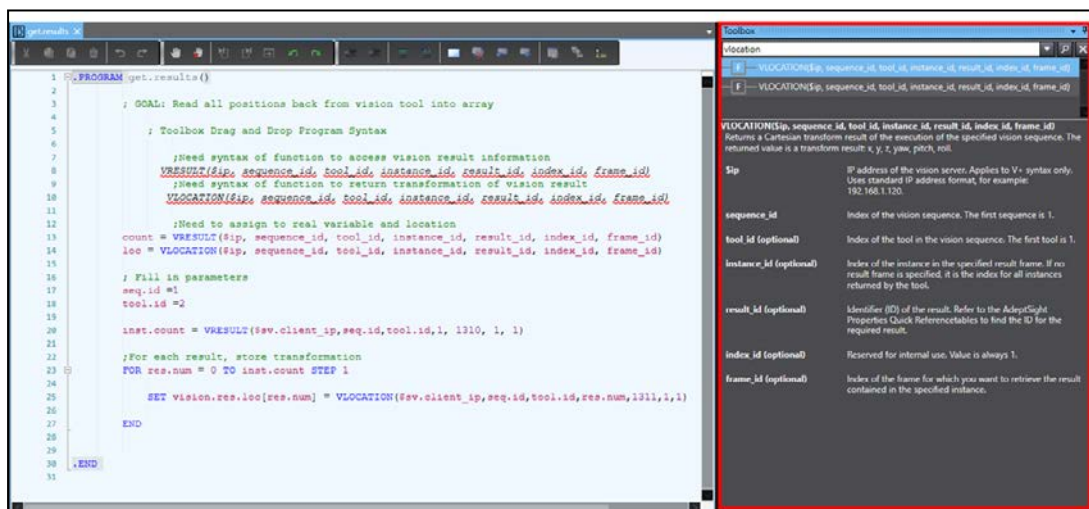 get.results X
1 .PROGRAM get.results()
2
3 ; GOAL: Read all positions back from vision tool into array
4
5 ; Toolbox Drag and Drop Program Syntax
6
7 ;Need syntax of function to access vision result information
8 VRESULT($ip, sequence_id, tool_id, instance_id, result_id, index_id, frame_id)
9 ;Need syntax of function to return transformation of vision result
10 VLOCATION($ip, sequence_id, tool_id, instance_id, result_id, index_id, frame_id)
11
12 ;Need to assign to real variable and location
13 count = VRESULT($ip, sequence_id, tool_id, instance_id, result_id, index_id, frame_id)
14 loc = VLOCATION($ip, sequence_id, tool_id, instance_id, result_id, index_id, frame_id)
15
16 ; Fill in parameters
17 seq.id =1
18 tool.id =2
19
20 inst.count = VRESULT($sv.client_ip,seq.id,tool.id,1, 1310, 1, 1)
21
22 ;For each result, store transformation
23 FOR res.num = 0 TO inst.count STEP 1
24
25 SET vision.res.loc[res.num] = VLOCATION($sv.client_ip,seq.id,tool.id,res.num,1311,1,1)
26
27 END
28
29
30 .END
31
Toolbox
vlocation
F VLOCATION($ip, sequence_id, tool_id, instance_id, result_id, index_id, frame_id)
F VLOCATION($ip, sequence_id, tool_id, instance_id, result_id, index_id, frame_id)
VLOCATION($ip, sequence_id, tool_id, instance_id, result_id, index_id, frame_id)
Returns a Cartesian transform result of the execution of the specified vision sequence. The
returned value is a transform result: x, y, z, yaw, pitch, roll.
$ip IP address of the vision server. Applies to V+ syntax only.
Uses standard IP address format, for example:
192.168.1.120.
sequence_id Index of the vision sequence. The first sequence is 1.
tool_id (optional) Index of the tool in the vision sequence. The first tool is 1.
instance_id (optional) Index of the instance in the specified result frame. If no
result frame is specified, it is the index for all instances
returned by the tool.
result_id (optional) Identifier (ID) of the result. Refer to the AdeptSight
Properties Quick Referencetables to find the ID for the
required result.
index_id (optional) Reserved for internal use. Value is always 1.
frame_id (optional) Index of the frame for which you want to retrieve the result
contained in the specified instance.